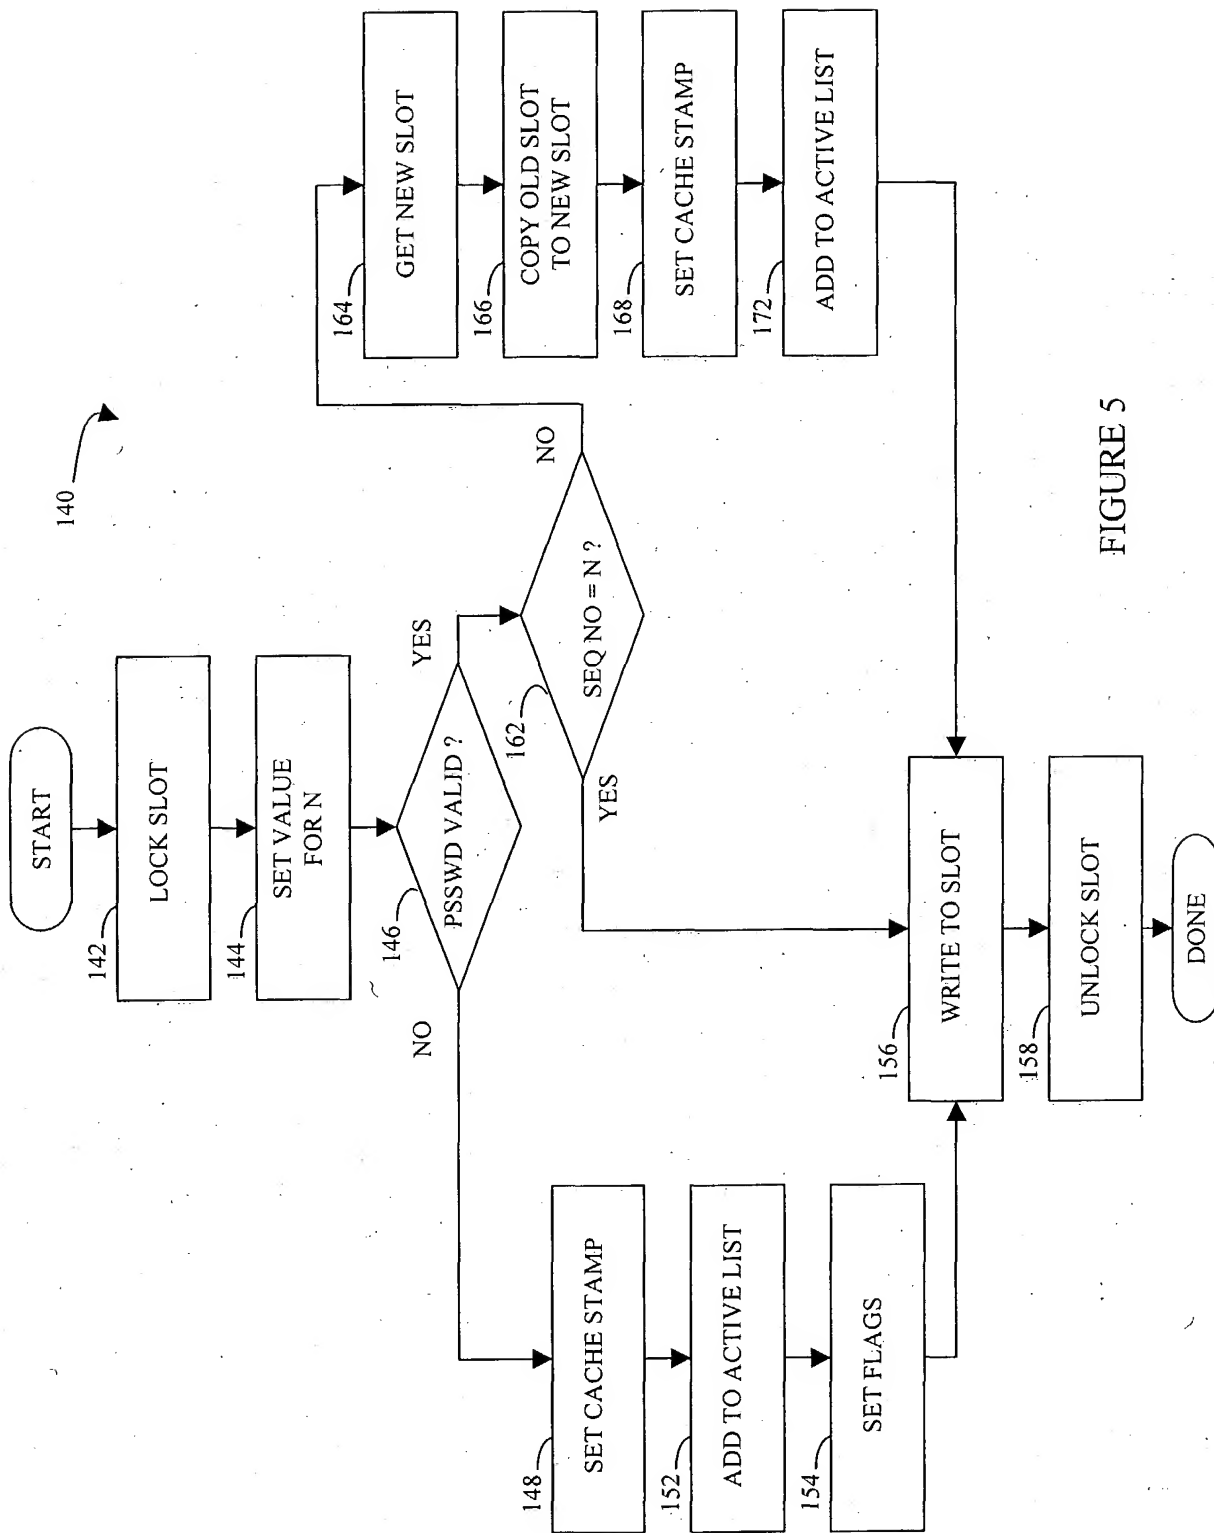 140
START
142
LOCK SLOT
144
SET VALUE
FOR N
146
PSSWD VALID ?
NO
YES
148
SET CACHE STAMP
152
ADD TO ACTIVE LIST
154
SET FLAGS
162
SEQ NO = N ?
YES
NO
164
GET NEW SLOT
166
COPY OLD SLOT
TO NEW SLOT
168
SET CACHE STAMP
172
ADD TO ACTIVE LIST
156
WRITE TO SLOT
158
UNLOCK SLOT
DONE
FIGURE 5